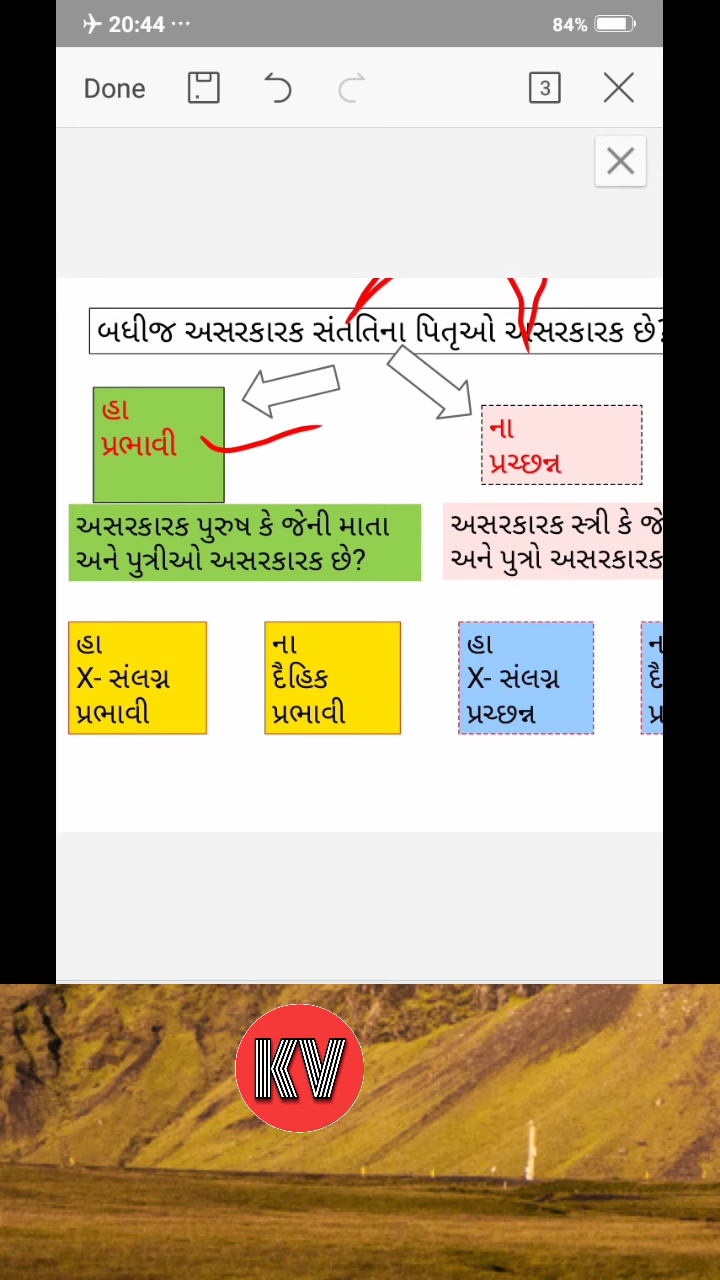 20:44 ...
84%
Done
3
બધીજ અસરકારક સંતતિના પિતૃઓ અસરકારક છે?
હા
પ્રભાવી
ના
પ્રચ્છન્ન
અસરકારક પુરુષ કે જેની માતા
અને પુત્રીઓ અસરકારક છે?
અસરકારક સ્ત્રી કે જે
અને પુત્રો અસરકારક
હા
X- સંલગ્ન
પ્રભાવી
ના
દૈહિક
પ્રભાવી
હા
X- સંલગ્ન
પ્રચ્છન્ન
KV